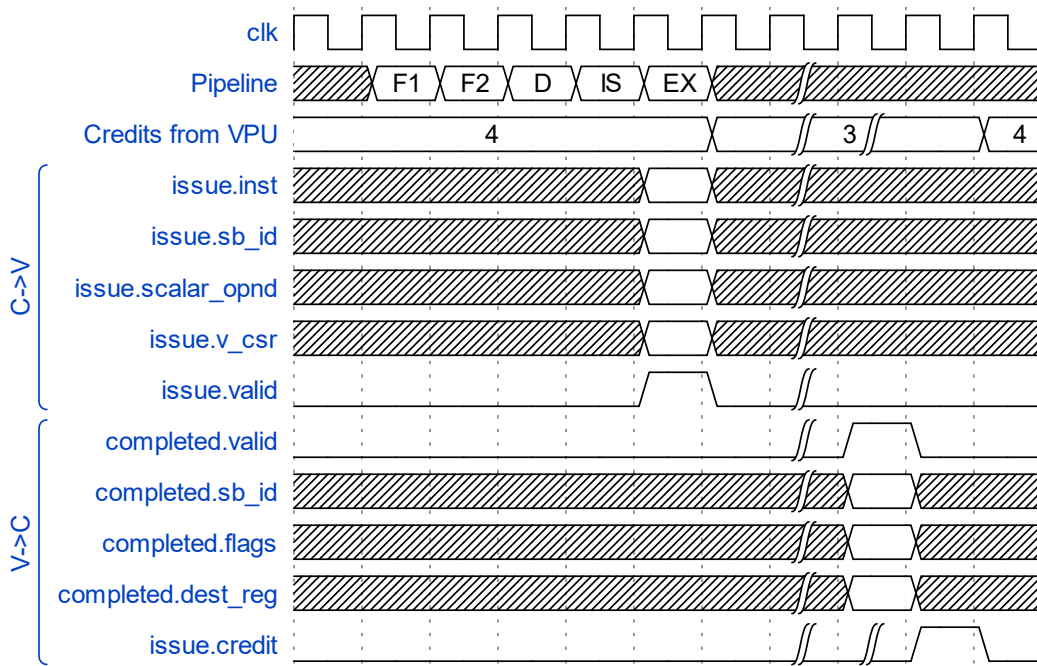 clk
Pipeline F1 F2 D IS EX
Credits from VPU 4 3 4
C->V
issue.inst
issue.sb_id
issue.scalar_opnd
issue.v_csr
issue.valid
V->C
completed.valid
completed.sb_id
completed.flags
completed.dest_reg
issue.credit